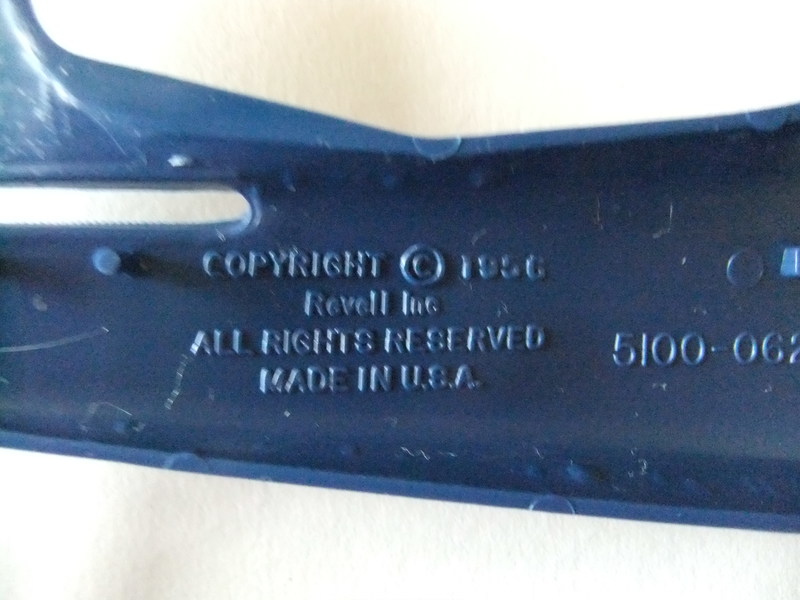 COPYRIGHT © 1956
Revell Inc
ALL RIGHTS RESERVED
MADE IN U.S.A.
5100-062